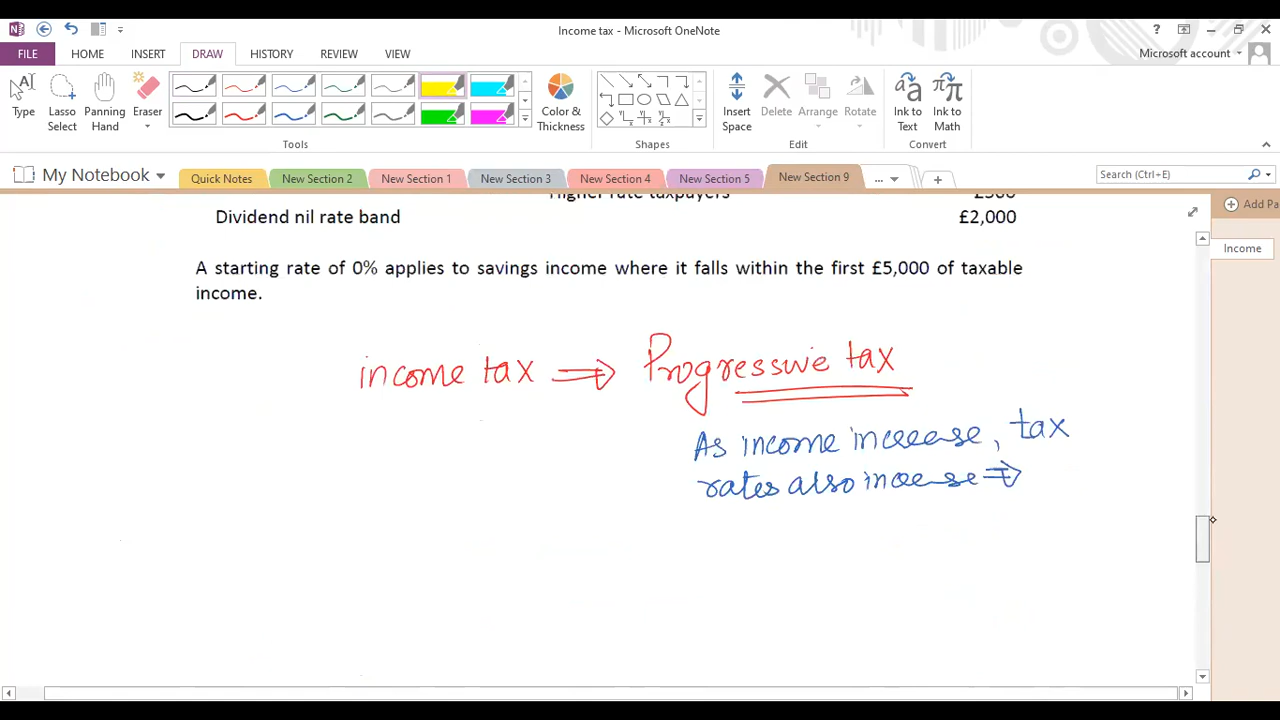 Income tax - Microsoft OneNote
?
FILE HOME INSERT DRAW HISTORY REVIEW VIEW
Microsoft account
Type
Lasso Select
Panning Hand
Eraser
Color & Thickness
Insert Space
Delete
Arrange
Rotate
Ink to Text
Ink to Math
Tools
Shapes
Edit
Convert
My Notebook Quick Notes New Section 2 New Section 1 New Section 3 New Section 4 New Section 5 New Section 9 ... Search (Ctrl+E)
Add Pa
Income
Higher rate taxpayers £500
Dividend nil rate band £2,000
A starting rate of 0% applies to savings income where it falls within the first £5,000 of taxable
income.
income tax ⇒ Progressive tax
As income increase, tax
rates also increase ⇒